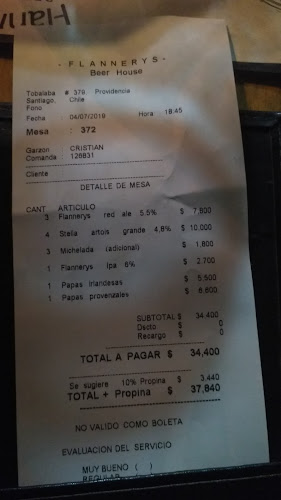 Flann
- FLANNERYS -
Beer House
Tobalaba # 379, Providencia
Santiago, Chile
Fono
Fecha : 04/07/2019 Hora 18:45
Mesa : 372
Garzon CRISTIAN
Comanda 126831
Cliente
DETALLE DE MESA
CANT ARTICULO
3 Flannerys red ale 5.5% $ 7,800
4 Stella artois grande 4,8% $ 10,000
3 Michelada (adicional) $ 1,800
1 Flannerys Ipa 6% $ 2.700
1 Papas Irlandesas $ 5,500
1 Papas provenzales $ 6,600
SUBTOTAL $ 34,400
Dscto $ 0
Recargo $ 0
TOTAL A PAGAR $ 34,400
Se sugiere 10% Propina $ 3,440
TOTAL + Propina $ 37,840
NO VALIDO COMO BOLETA
EVALUACION DEL SERVICIO
MUY BUENO ( )
REGULAR